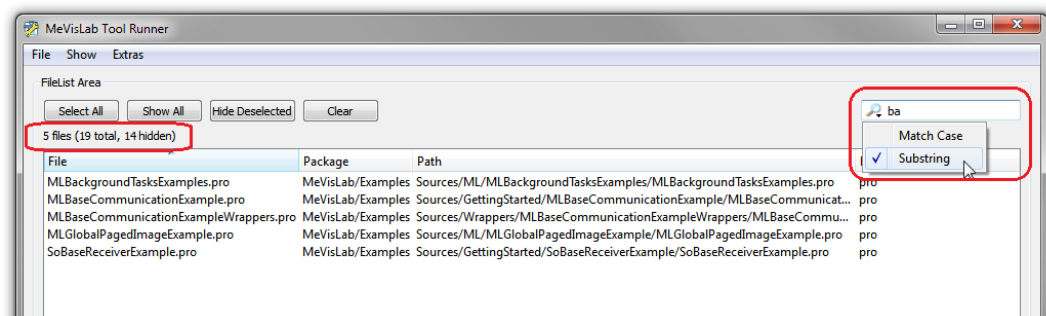 MeVisLab Tool Runner
File Show Extras
FileList Area
Select All Show All Hide Deselected Clear
ba
5 files (19 total, 14 hidden)
Match Case
Substring
File Package Path
MLBackgroundTasksExamples.pro MeVisLab/Examples Sources/ML/MLBackgroundTasksExamples/MLBackgroundTasksExamples.pro pro
MLBaseCommunicationExample.pro MeVisLab/Examples Sources/GettingStarted/MLBaseCommunicationExample/MLBaseCommunicat... pro
MLBaseCommunicationExampleWrappers.pro MeVisLab/Examples Sources/Wrappers/MLBaseCommunicationExampleWrappers/MLBaseCommu... pro
MLGlobalPagedImageExample.pro MeVisLab/Examples Sources/ML/MLGlobalPagedImageExample/MLGlobalPagedImageExample.pro pro
SoBaseReceiverExample.pro MeVisLab/Examples Sources/GettingStarted/SoBaseReceiverExample/SoBaseReceiverExample.pro pro